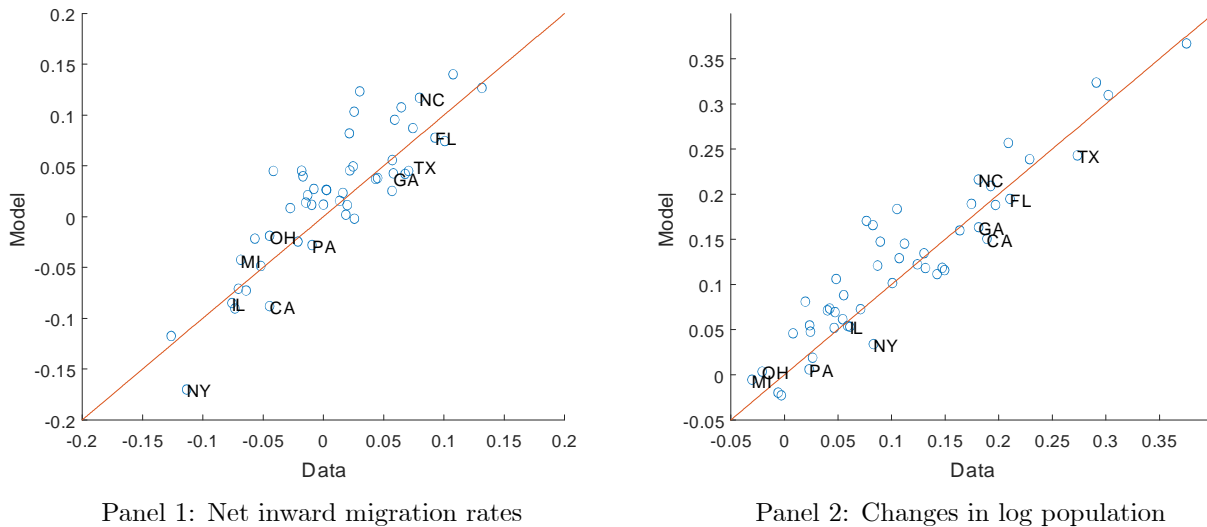 0.2
0.15
0.1
0.05
0
-0.05
-0.1
-0.15
-0.2
Model
NC
FL
TX
GA
OH
PA
MI
IL
CA
NY
-0.2 -0.15 -0.1 -0.05 0 0.05 0.1 0.15 0.2
Data
Panel 1: Net inward migration rates
0.35
0.3
0.25
0.2
0.15
0.1
0.05
0
-0.05
Model
TX
NC
FL
GA
CA
IL
NY
PA
OH
MI
-0.05 0 0.05 0.1 0.15 0.2 0.25 0.3 0.35
Data
Panel 2: Changes in log population